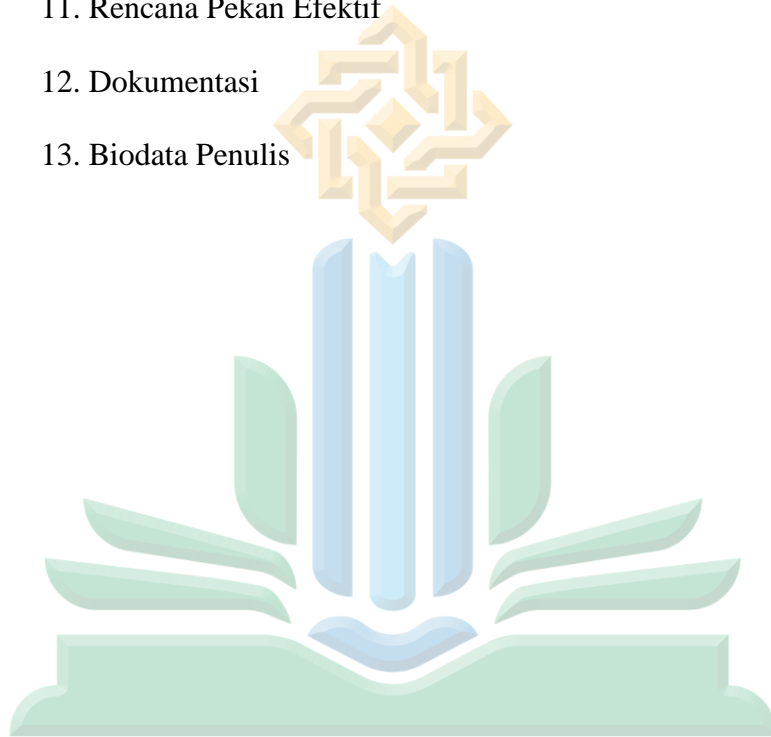 11. Rencana Pekan Efektif
12. Dokumentasi
13. Biodata Penulis